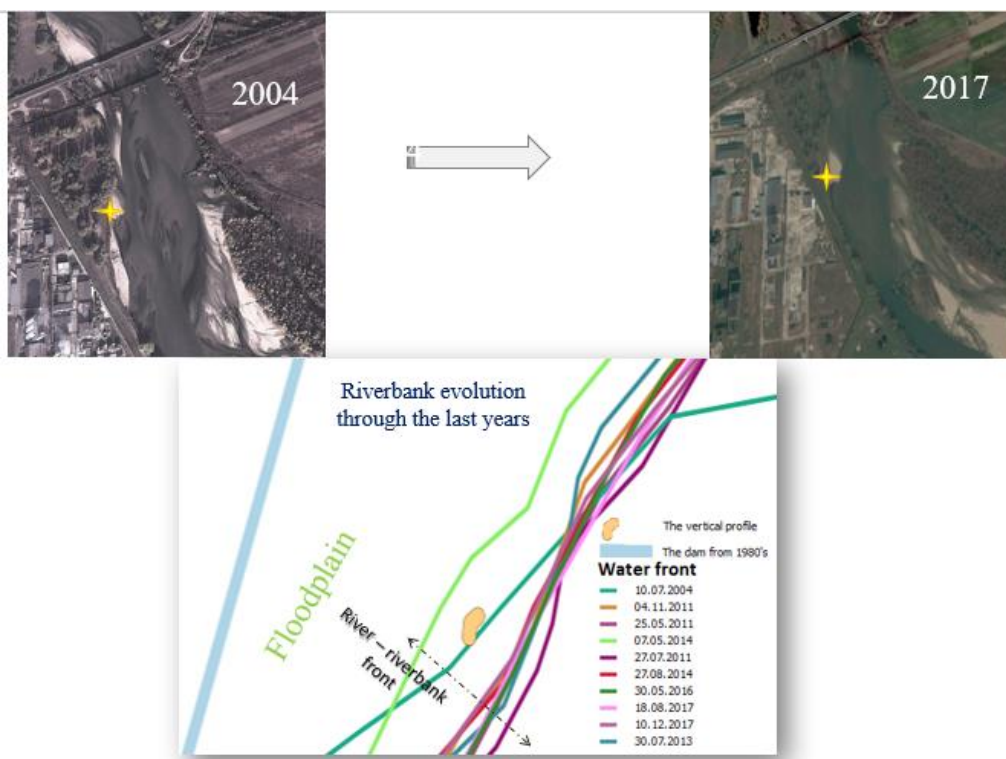 2004
2017
Riverbank evolution
through the last years
Floodplain
River – riverbank
front
The vertical profile
The dam from 1980's
Water front
10.07.2004
04.11.2011
25.05.2011
07.05.2014
27.07.2011
27.08.2014
30.05.2016
18.08.2017
10.12.2017
30.07.2013